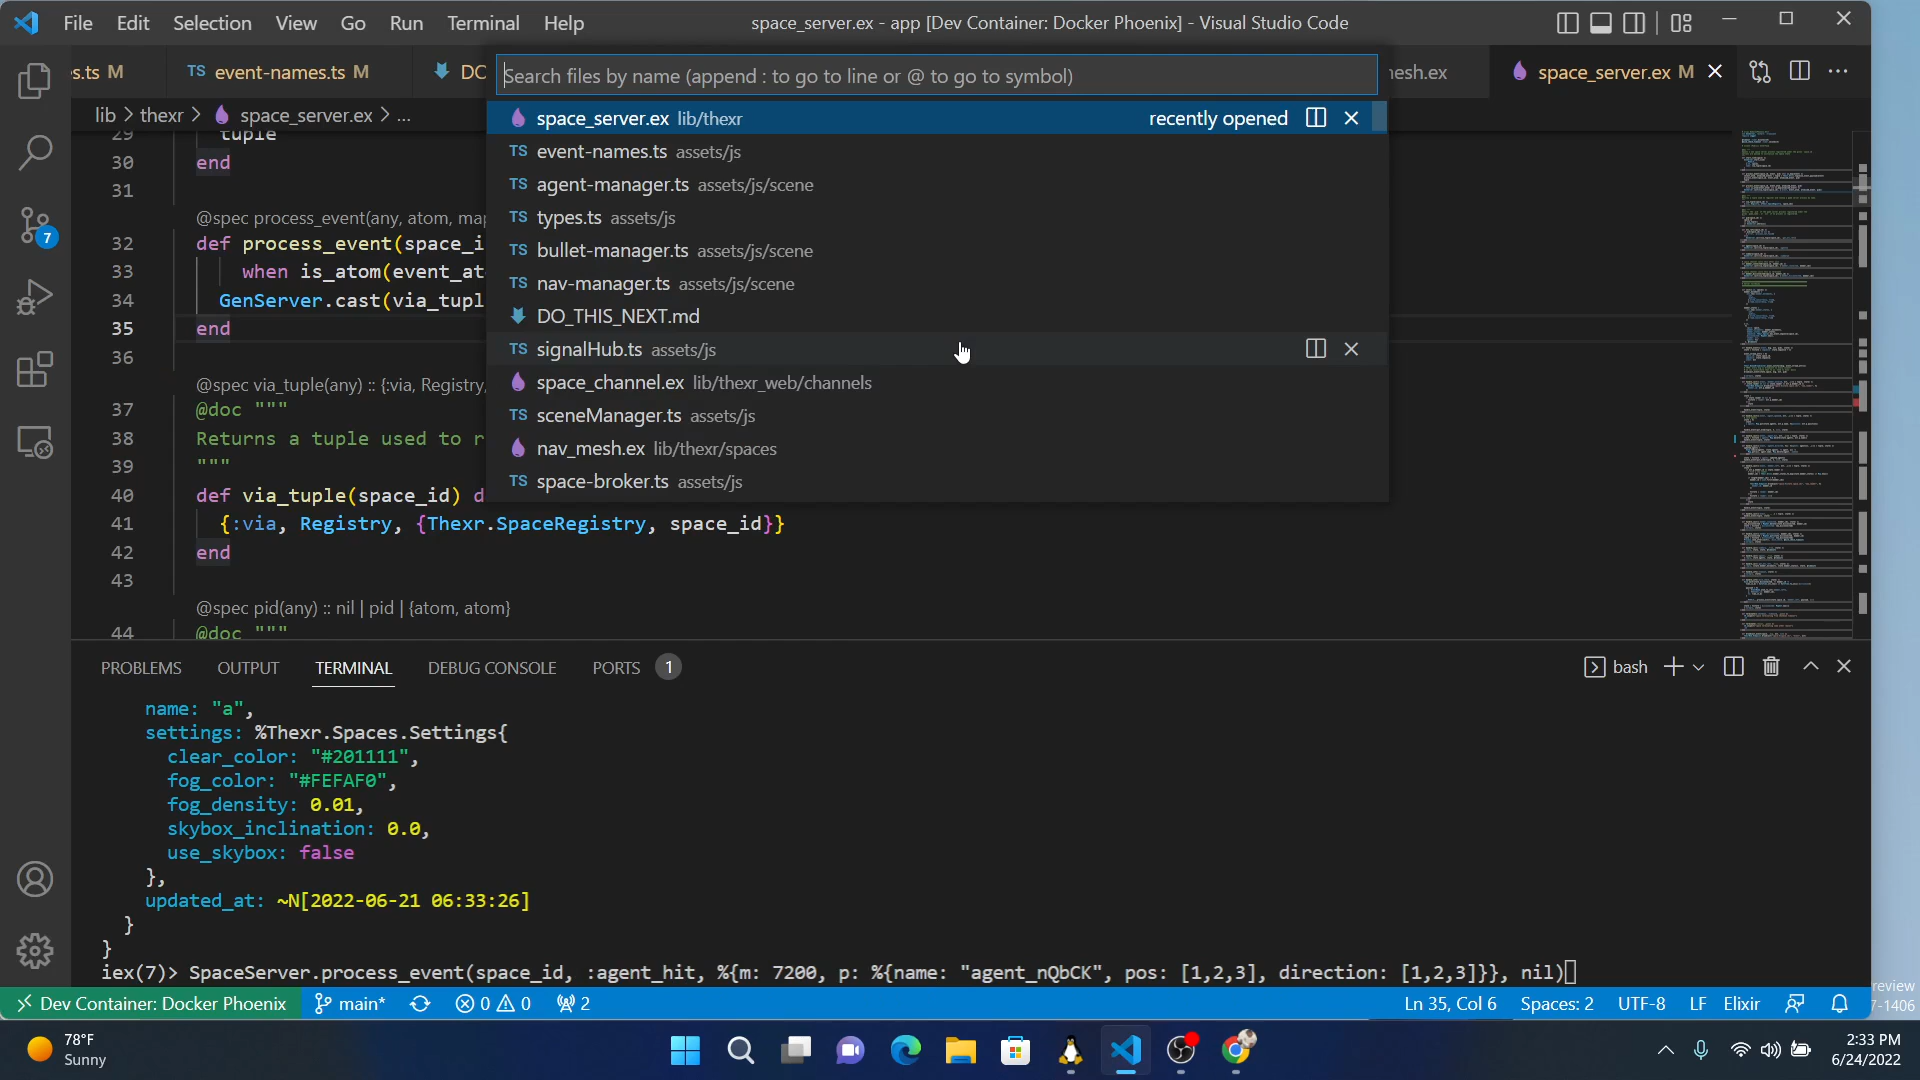 File Edit Selection View Go Run Terminal Help
space_server.ex - app [Dev Container: Docker Phoenix] - Visual Studio Code
s.ts M
TS event-names.ts M
DO
Search files by name (append : to go to line or @ to go to symbol)
esh.ex
space_server.ex M
lib > thexr > space_server.ex > ...
space_server.ex lib/thexr recently opened
TS event-names.ts assets/js
TS agent-manager.ts assets/js/scene
TS types.ts assets/js
TS bullet-manager.ts assets/js/scene
TS nav-manager.ts assets/js/scene
DO_THIS_NEXT.md
TS signalHub.ts assets/js
space_channel.ex lib/thexr_web/channels
TS sceneManager.ts assets/js
nav_mesh.ex lib/thexr/spaces
TS space-broker.ts assets/js
29 tuple
30 end
31
@spec process_event(any, atom, map
32 def process_event(space_i
33 when is_atom(event_at
34 GenServer.cast(via_tupl
35 end
36
@spec via_tuple(any) :: {:via, Registry,
37 @doc """
38 Returns a tuple used to r
39 """
40 def via_tuple(space_id) d
41 {:via, Registry, {Thexr.SpaceRegistry, space_id}}
42 end
43
@spec pid(any) :: nil | pid | {atom, atom}
44 @doc """
7
PROBLEMS OUTPUT TERMINAL DEBUG CONSOLE PORTS 1
bash
name: "a",
settings: %Thexr.Spaces.Settings{
clear_color: "#201111",
fog_color: "#FEFAF0",
fog_density: 0.01,
skybox_inclination: 0.0,
use_skybox: false
},
updated_at: ~N[2022-06-21 06:33:26]
}
}
iex(7)> SpaceServer.process_event(space_id, :agent_hit, %{m: 7200, p: %{name: "agent_nQbCK", pos: [1,2,3], direction: [1,2,3]}}, nil)
Dev Container: Docker Phoenix main* 0 0 2 Ln 35, Col 6 Spaces: 2 UTF-8 LF Elixir
review
7-1406
78°F
Sunny
2:33 PM
6/24/2022